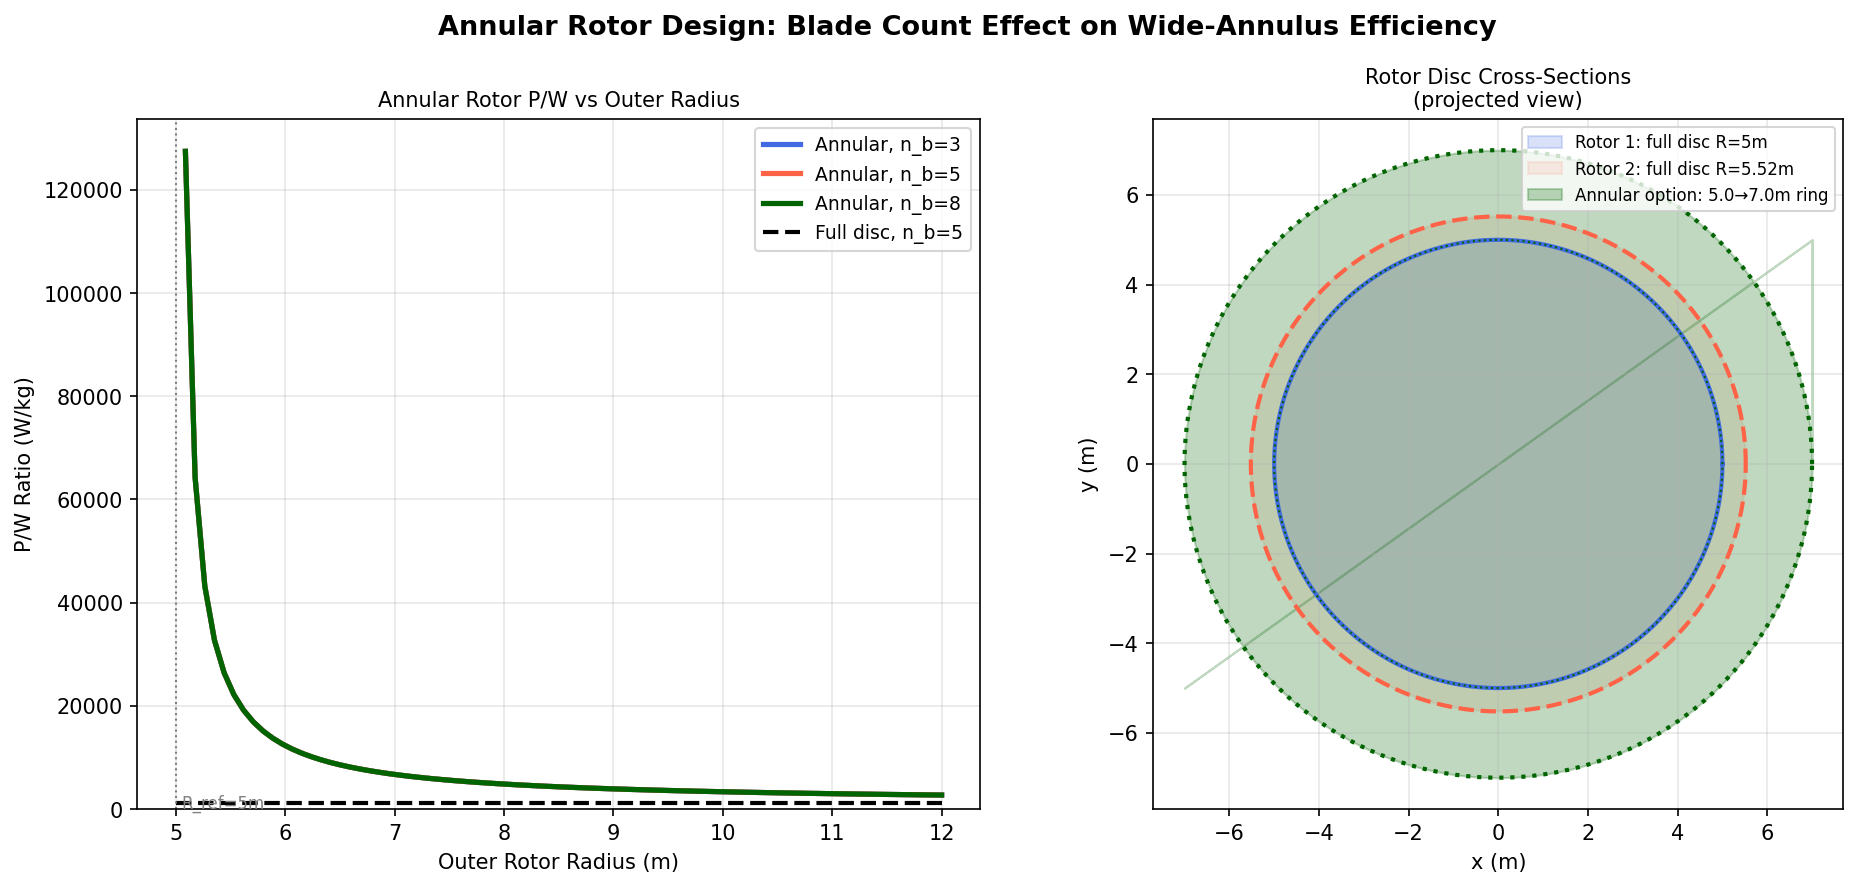 Annular Rotor Design: Blade Count Effect on Wide-Annulus Efficiency
Annular Rotor P/W vs Outer Radius
P/W Ratio (W/kg)
120000
100000
80000
60000
40000
20000
0
Annular, n_b=3
Annular, n_b=5
Annular, n_b=8
Full disc, n_b=5
R_ref=5m
5 6 7 8 9 10 11 12
Outer Rotor Radius (m)
Rotor Disc Cross-Sections
(projected view)
y (m)
6
4
2
0
−2
−4
−6
Rotor 1: full disc R=5m
Rotor 2: full disc R=5.52m
Annular option: 5.0→7.0m ring
−6 −4 −2 0 2 4 6
x (m)